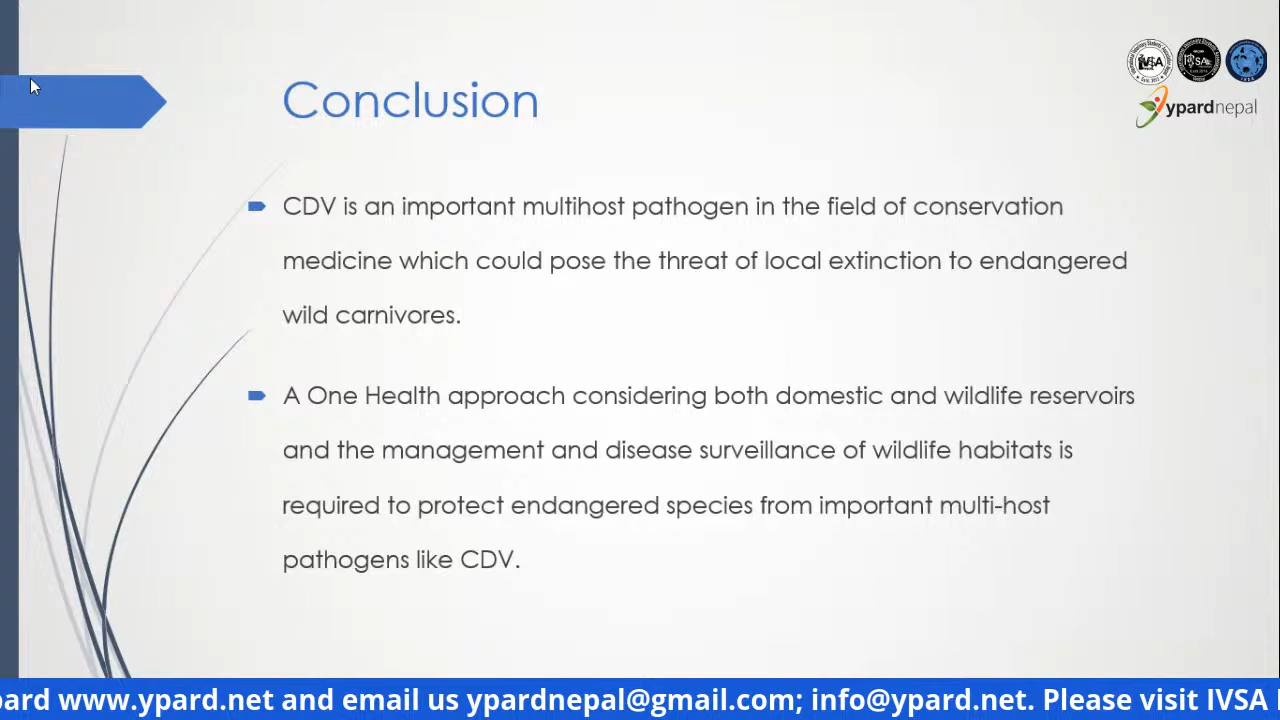 Conclusion
IVSA
ypardnepal
CDV is an important multihost pathogen in the field of conservation
medicine which could pose the threat of local extinction to endangered
wild carnivores.
A One Health approach considering both domestic and wildlife reservoirs
and the management and disease surveillance of wildlife habitats is
required to protect endangered species from important multi-host
pathogens like CDV.
pard www.ypard.net and email us ypardnepal@gmail.com; info@ypard.net. Please visit IVSA